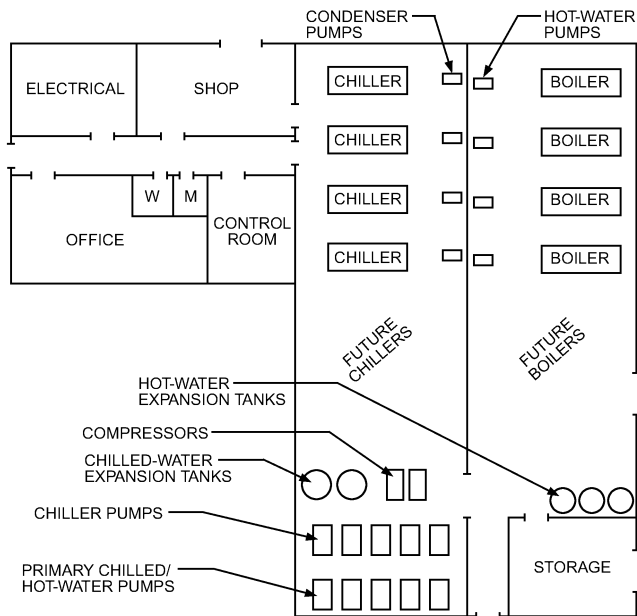 CONDENSER
PUMPS
HOT-WATER
PUMPS
ELECTRICAL
SHOP
CHILLER
BOILER
CHILLER
BOILER
W
M
CHILLER
BOILER
OFFICE
CONTROL
ROOM
CHILLER
BOILER
FUTURE
CHILLERS
FUTURE
BOILERS
HOT-WATER
EXPANSION TANKS
COMPRESSORS
CHILLED-WATER
EXPANSION TANKS
CHILLER PUMPS
PRIMARY CHILLED/
HOT-WATER PUMPS
STORAGE